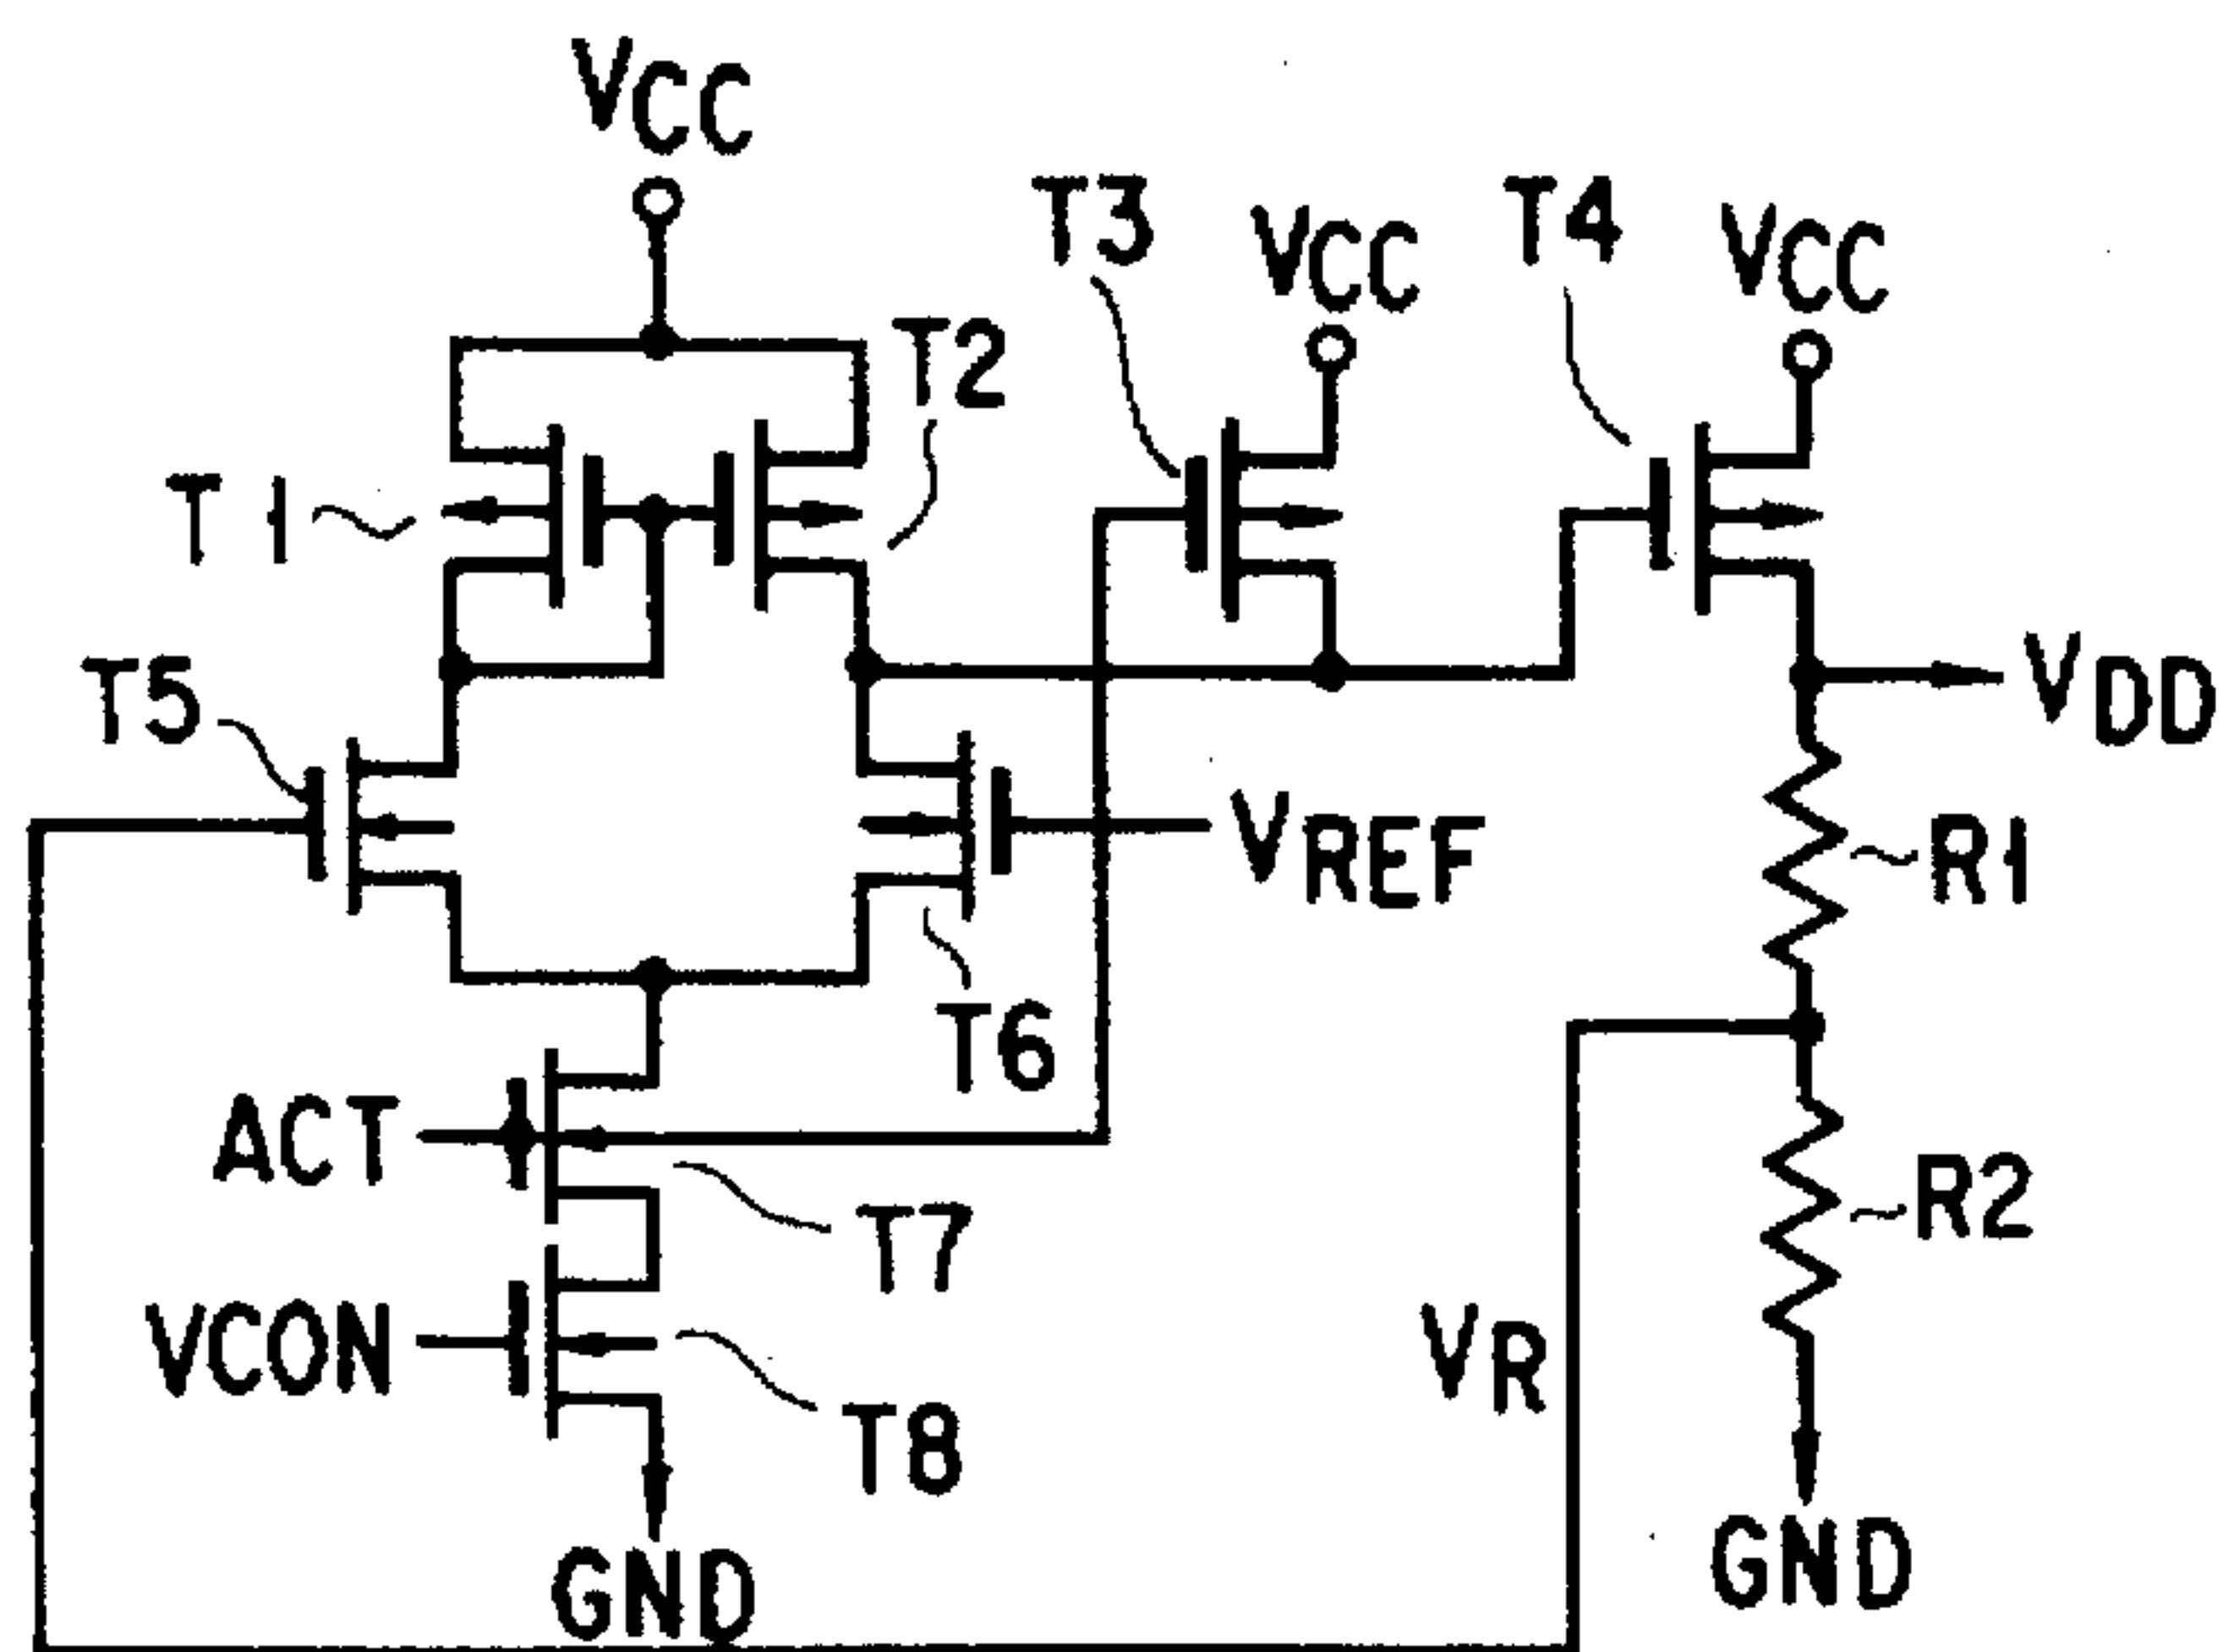 VCC
T3
VCC
T4
VCC
T2
T1
T5
VDD
VREF
R1
T6
ACT
T7
R2
VCON
VR
T8
GND
GND